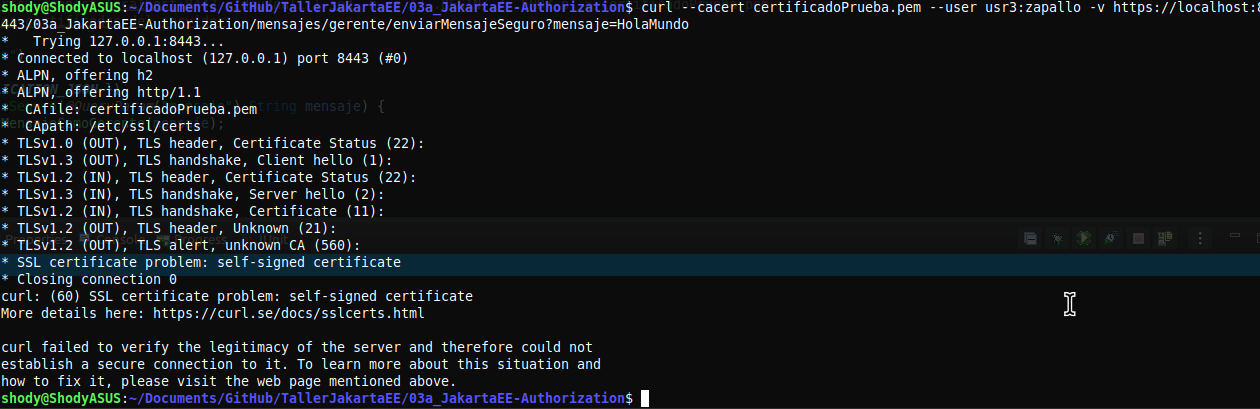 shody@ShodyASUS:~/Documents/GitHub/TallerJakartaEE/03a_JakartaEE-Authorization$ curl --cacert certificadoPrueba.pem --user usr3:zapallo -v https://localhost:8
443/03a_JakartaEE-Authorization/mensajes/gerente/enviarMensajeSeguro?mensaje=HolaMundo
*   Trying 127.0.0.1:8443...
* Connected to localhost (127.0.0.1) port 8443 (#0)
* ALPN, offering h2
* ALPN, offering http/1.1
*  CAfile: certificadoPrueba.pem
*  CApath: /etc/ssl/certs
* TLSv1.0 (OUT), TLS header, Certificate Status (22):
* TLSv1.3 (OUT), TLS handshake, Client hello (1):
* TLSv1.2 (IN), TLS header, Certificate Status (22):
* TLSv1.3 (IN), TLS handshake, Server hello (2):
* TLSv1.2 (IN), TLS handshake, Certificate (11):
* TLSv1.2 (OUT), TLS header, Unknown (21):
* TLSv1.2 (OUT), TLS alert, unknown CA (560):
* SSL certificate problem: self-signed certificate
* Closing connection 0
curl: (60) SSL certificate problem: self-signed certificate
More details here: https://curl.se/docs/sslcerts.html
curl failed to verify the legitimacy of the server and therefore could not
establish a secure connection to it. To learn more about this situation and
how to fix it, please visit the web page mentioned above.
shody@ShodyASUS:~/Documents/GitHub/TallerJakartaEE/03a_JakartaEE-Authorization$